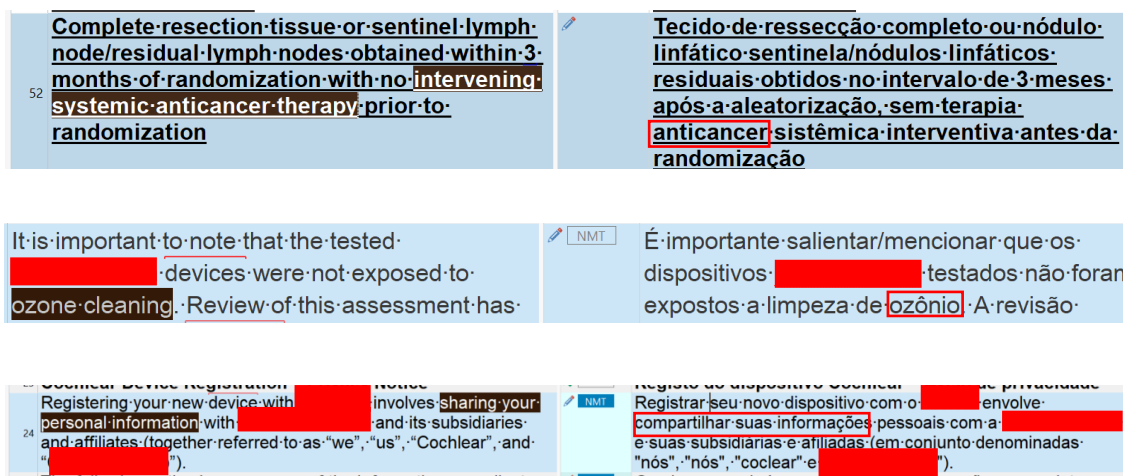 Complete resection tissue or sentinel lymph
node/residual lymph nodes obtained within 3
months of randomization with no intervening
52
systemic anticancer therapy prior to
randomization
Tecido de ressecção completo ou nódulo
linfático sentinela/nódulos linfáticos
residuais obtidos no intervalo de 3 meses
após a aleatorização, sem terapia
anticancer sistêmica interventiva antes da
randomização
It is important to note that the tested
devices were not exposed to
ozone cleaning. Review of this assessment has
NMT
É importante salientar/mencionar que os
dispositivos testados não foram
expostos a limpeza de ozônio. A revisão
Cochlear Device Registration Notice
Registering your new device with involves sharing your
personal information with and its subsidiaries
24
and affiliates (together referred to as “we”, “us”, “Cochlear”, and
“ ”).
Registo do dispositivo Cochlear de privacidade
NMT
Registrar seu novo dispositivo com o envolve
compartilhar suas informações pessoais com a
e suas subsidiárias e afiliadas (em conjunto denominadas
"nós", "nós", "coclear" e ").